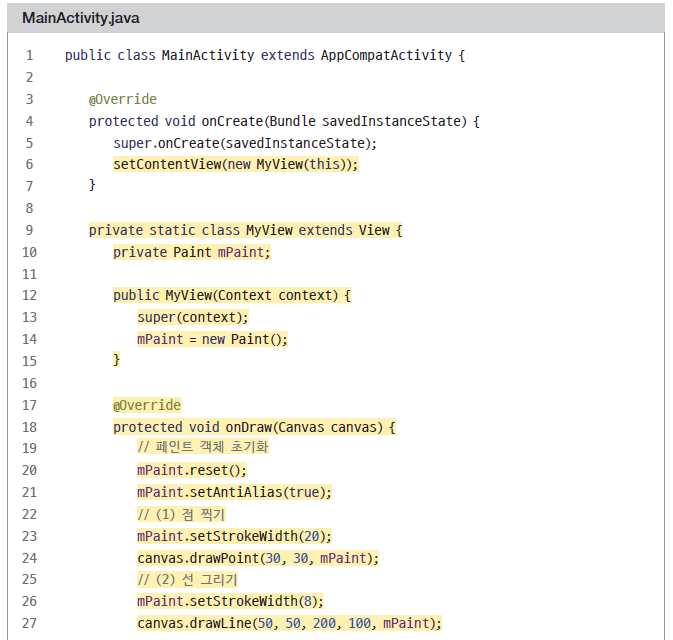 MainActivity.java
1 public class MainActivity extends AppCompatActivity {
2
3 @Override
4 protected void onCreate(Bundle savedInstanceState) {
5 super.onCreate(savedInstanceState);
6 setContentView(new MyView(this));
7 }
8
9 private static class MyView extends View {
10 private Paint mPaint;
11
12 public MyView(Context context) {
13 super(context);
14 mPaint = new Paint();
15 }
16
17 @Override
18 protected void onDraw(Canvas canvas) {
19 // 페인트 객체 초기화
20 mPaint.reset();
21 mPaint.setAntiAlias(true);
22 // (1) 점 찍기
23 mPaint.setStrokeWidth(20);
24 canvas.drawPoint(30, 30, mPaint);
25 // (2) 선 그리기
26 mPaint.setStrokeWidth(8);
27 canvas.drawLine(50, 50, 200, 100, mPaint);